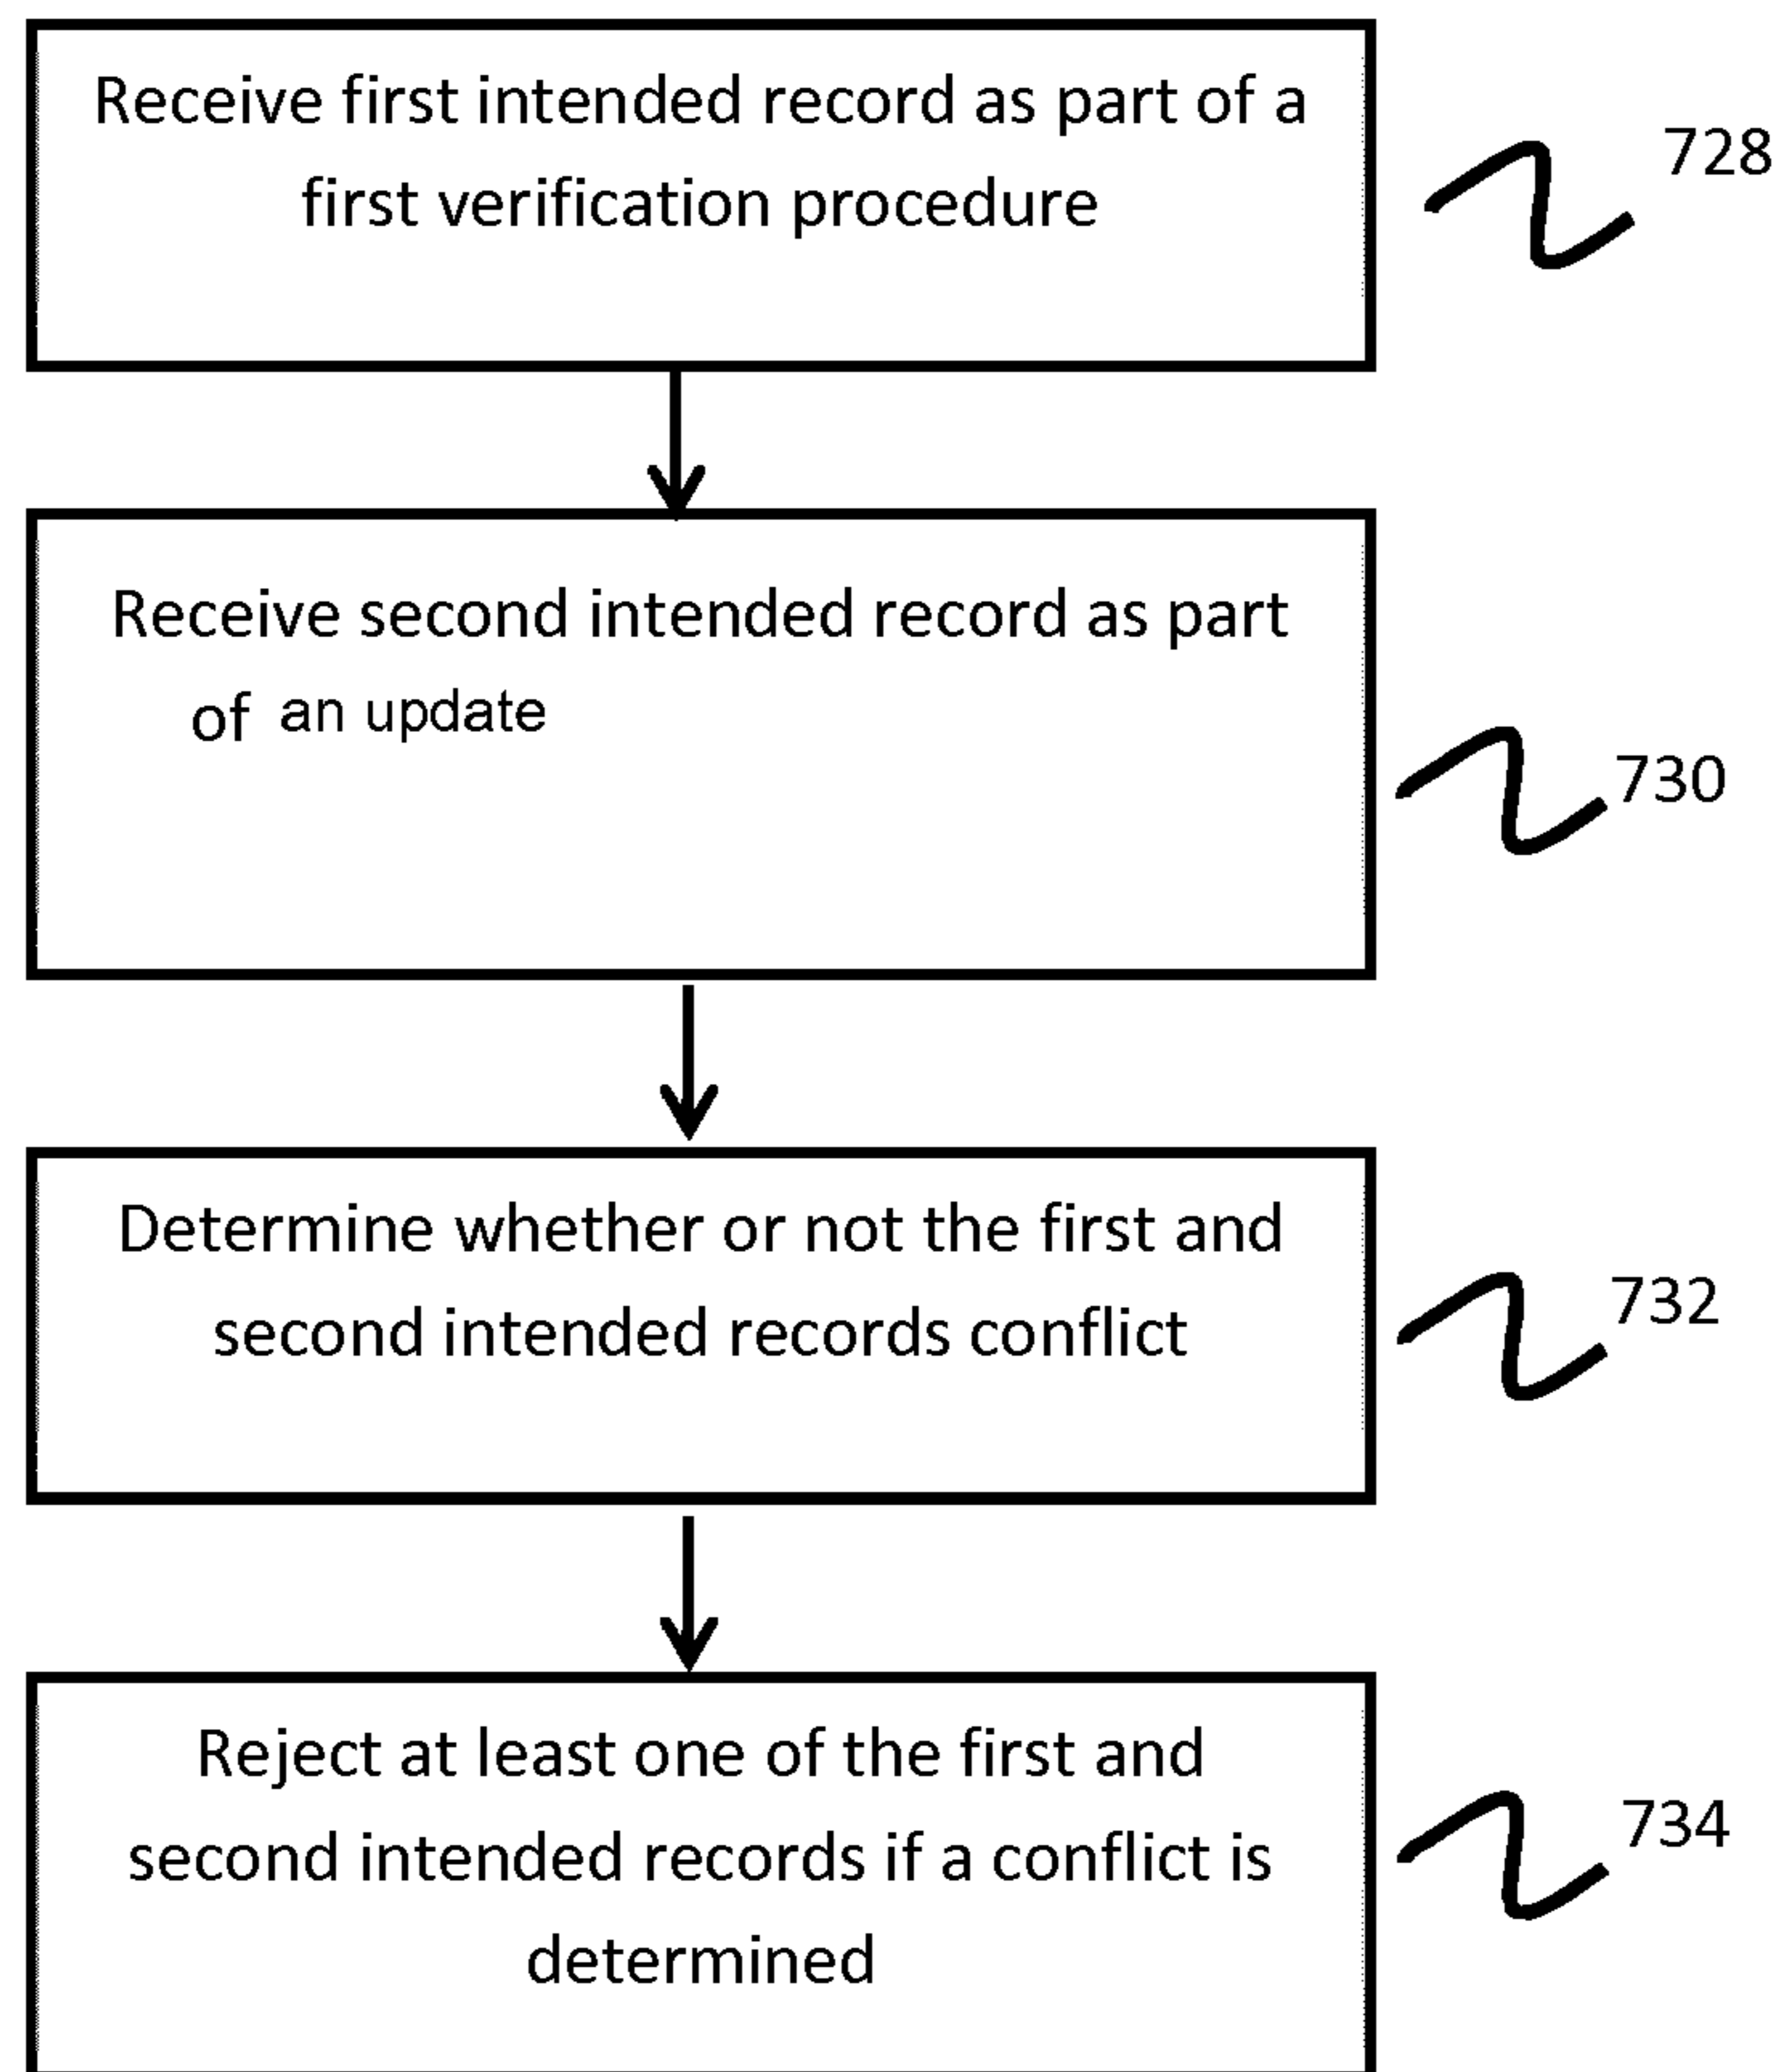 Receive first intended record as part of a
first verification procedure
728
Receive second intended record as part
of an update
730
Determine whether or not the first and
second intended records conflict
732
Reject at least one of the first and
second intended records if a conflict is
determined
734